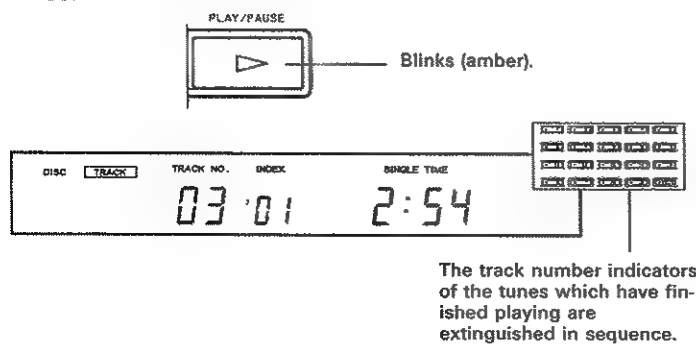 PLAY/PAUSE
Blinks (amber).
DISC TRACK TRACK NO. INDEX SINGLE TIME
03 '01 2:54
The track number indicators
of the tunes which have fin-
ished playing are
extinguished in sequence.